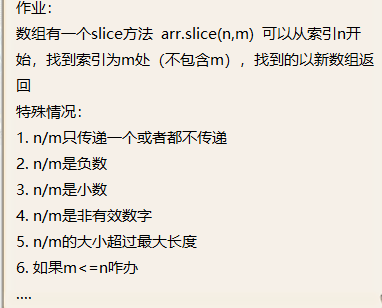 作业：
数组有一个slice方法 arr.slice(n,m) 可以从索引n开
始，找到索引为m处（不包含m），找到的以新数组返
回
特殊情况：
1. n/m只传递一个或者都不传递
2. n/m是负数
3. n/m是小数
4. n/m是非有效数字
5. n/m的大小超过最大长度
6. 如果m<=n咋办
....